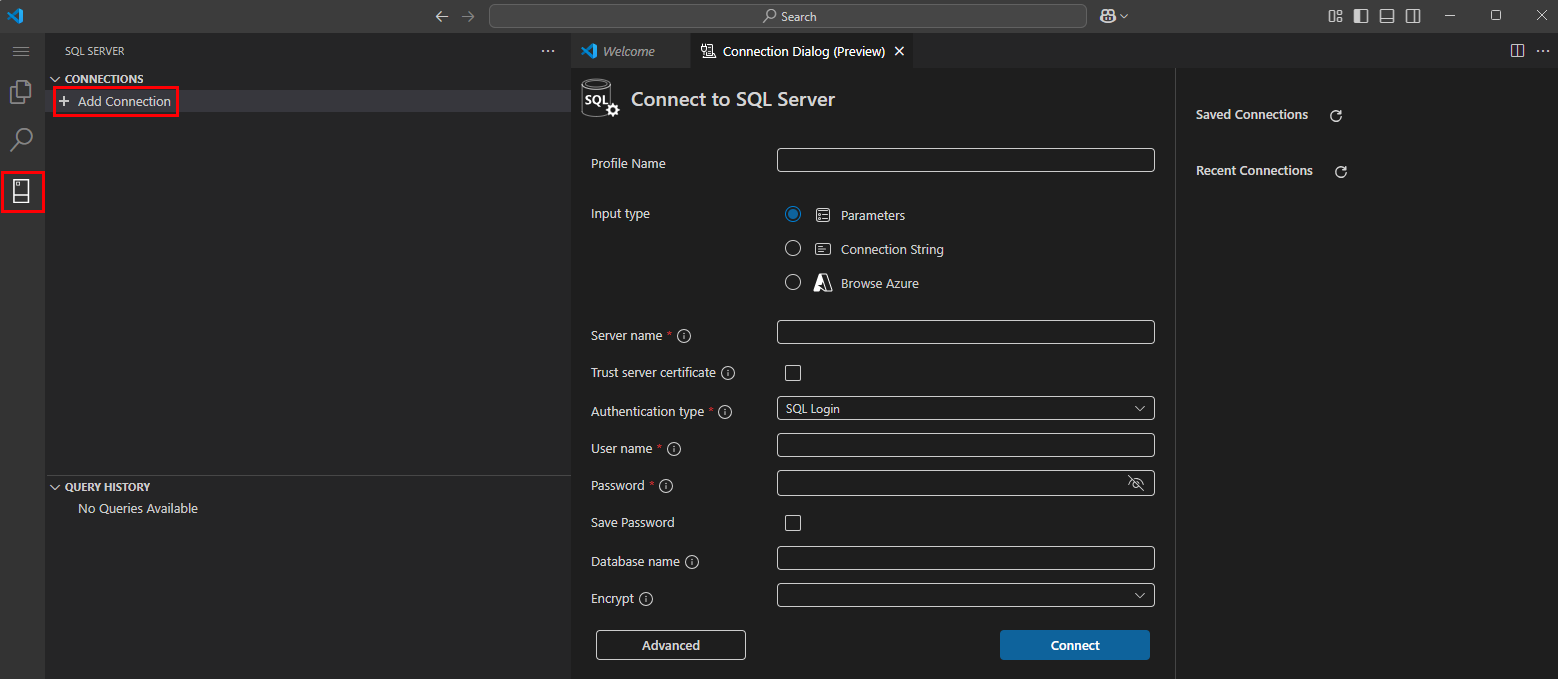 Search
SQL SERVER
CONNECTIONS
Add Connection
QUERY HISTORY
No Queries Available
Welcome
Connection Dialog (Preview)
SQL
Connect to SQL Server
Profile Name
Input type
Parameters
Connection String
Browse Azure
Server name *
Trust server certificate
Authentication type *
SQL Login
User name *
Password *
Save Password
Database name
Encrypt
Advanced
Connect
Saved Connections
Recent Connections